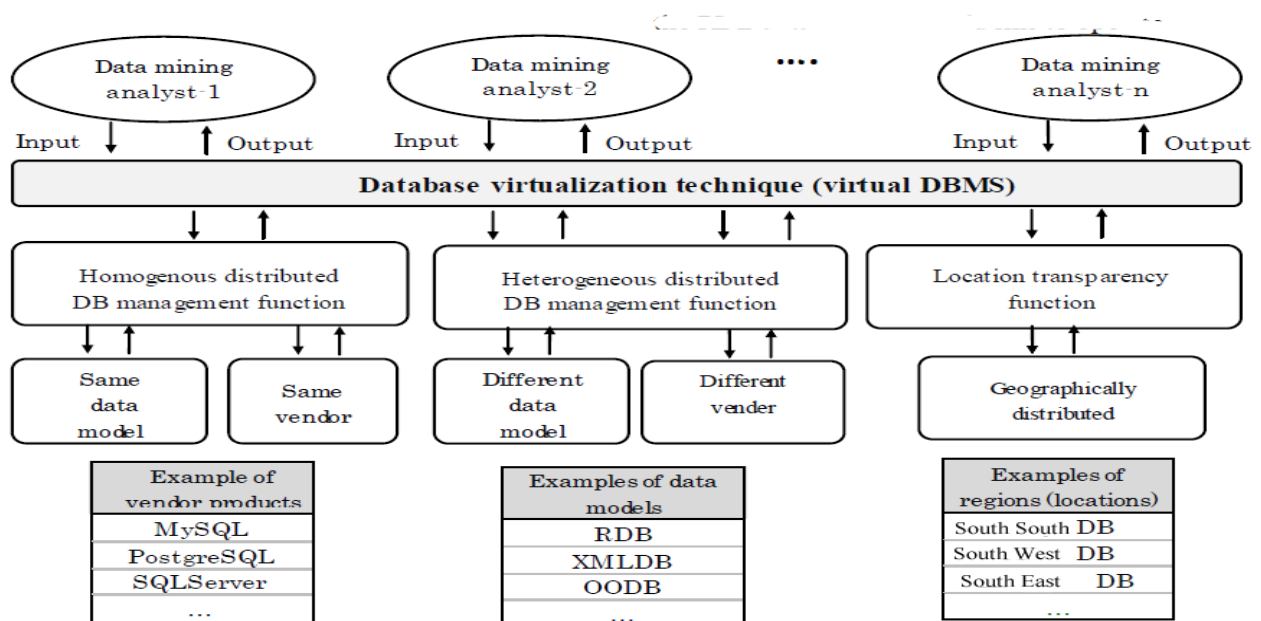 Data mining
analyst-1
Data mining
analyst-2
....
Data mining
analyst-n
Input
Output
Input
Output
Input
Output
Database virtualization technique (virtual DBMS)
Homogenous distributed
DB management function
Heterogeneous distributed
DB management function
Location transparency
function
Same
data
model
Same
vendor
Different
data
model
Different
vender
Geographically
distributed
Example of
vendor products
MySQL
PostgreSQL
SQLServer
...
Examples of data
models
RDB
XMLDB
OODB
...
Examples of
regions (locations)
South South DB
South West DB
South East DB
...